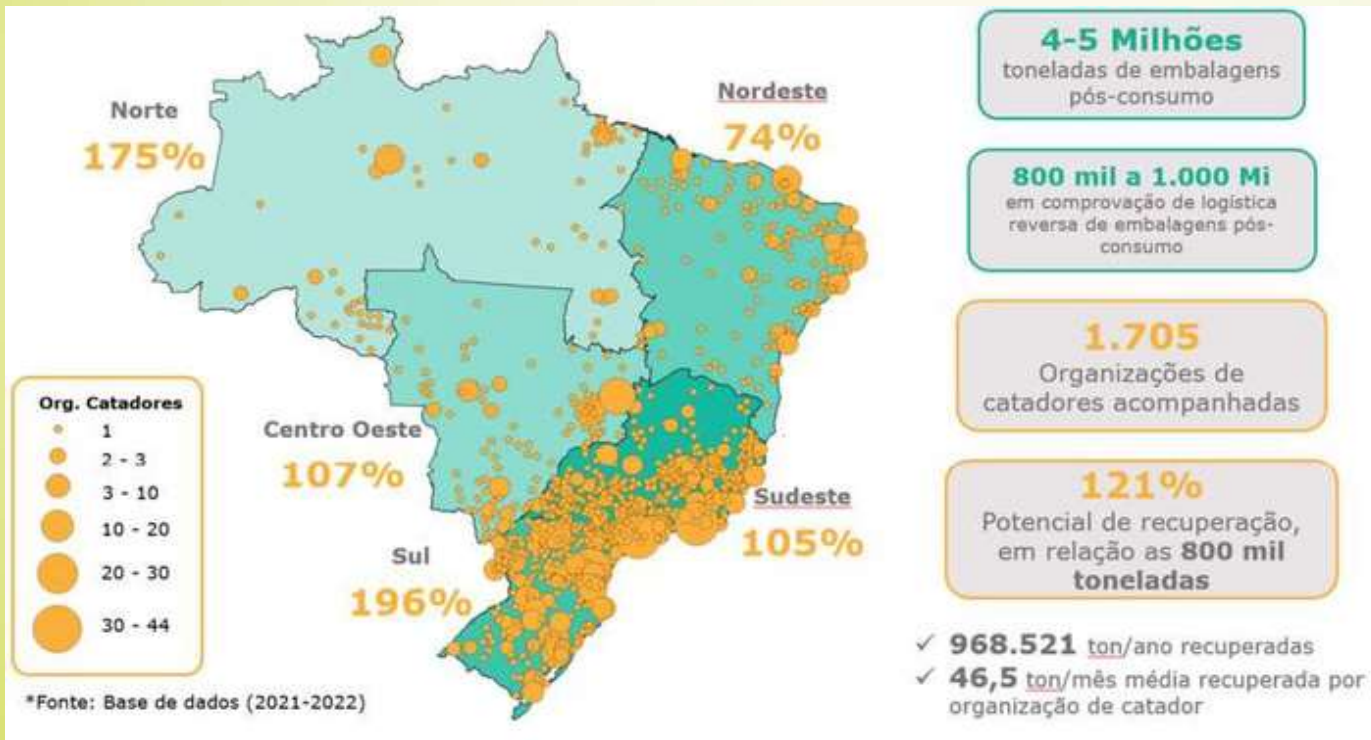 Norte
175%
Nordeste
74%
Centro Oeste
107%
Sudeste
105%
Sul
196%
Org. Catadores
1
2 - 3
3 - 10
10 - 20
20 - 30
30 - 44
*Fonte: Base de dados (2021-2022)
4-5 Milhões
toneladas de embalagens
pós-consumo
800 mil a 1.000 Mi
em comprovação de logística
reversa de embalagens pós-
consumo
1.705
Organizações de
catadores acompanhadas
121%
Potencial de recuperação,
em relação as 800 mil
toneladas
✓ 968.521 ton/ano recuperadas
✓ 46,5 ton/mês média recuperada por
organização de catador